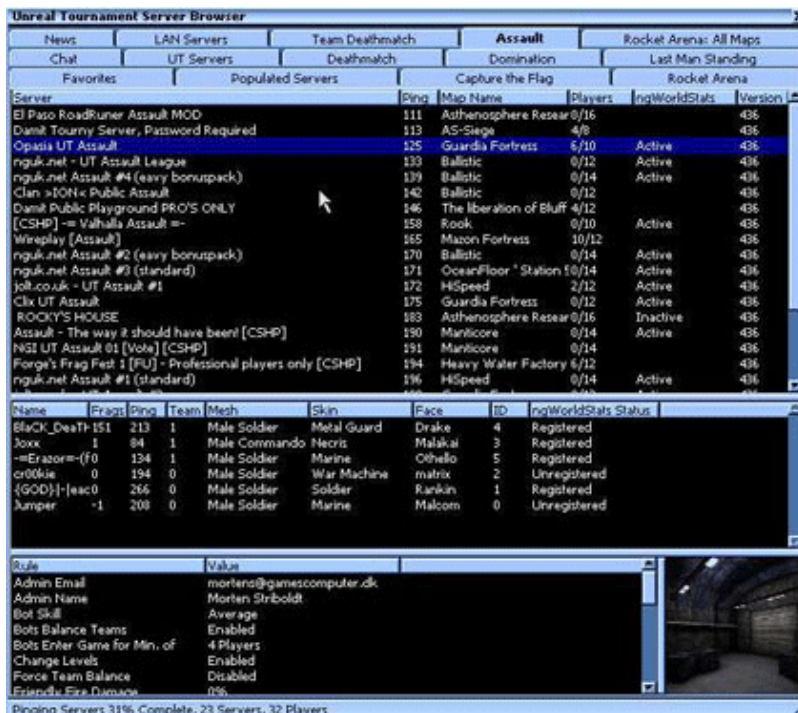 Unreal Tournament Server Browser
News LAN Servers Team Deathmatch Assault Rocket Arena: All Maps
Chat UT Servers Deathmatch Domination Last Man Standing
Favorites Populated Servers Capture the Flag Rocket Arena
Server Ping Map Name Players ngWorldStats Version
El Paso RoadRuner Assault MOD 111 Asthenosphere Resear 0/16 436
Damit Tourny Server, Password Required 113 AS-Siege 4/8 436
Opasia UT Assault 125 Guardia Fortress 6/10 Active 436
nguk.net - UT Assault League 133 Ballistic 0/12 Active 436
nguk.net Assault #4 (eavy bonuspack) 139 Ballistic 0/14 Active 436
Clan >ION< Public Assault 142 Ballistic 0/12 436
Damit Public Playground PRO'S ONLY 146 The liberation of Bluff 4/12 436
[CSHP] -= Valhalla Assault =- 158 Rook 0/10 Active 436
Wireplay [Assault] 165 Mazon Fortress 10/12 436
nguk.net Assault #2 (eavy bonuspack) 170 Ballistic 0/14 Active 436
nguk.net Assault #3 (standard) 171 OceanFloor " Station 5 0/14 Active 436
jolt.co.uk - UT Assault #1 172 HiSpeed 2/12 Active 436
Clix UT Assault 175 Guardia Fortress 0/12 Active 436
ROCKY'S HOUSE 183 Asthenosphere Resear 0/16 Inactive 436
Assault - The way it should have been! [CSHP] 190 Manticore 0/14 Active 436
NGI UT Assault 01 [Vote] [CSHP] 191 Manticore 0/14 436
Forge's Frag Fest 1 [FU] - Professional players only [CSHP] 194 Heavy Water Factory 6/12 436
nguk.net Assault #1 (standard) 196 HiSpeed 0/14 Active 436
Name Frags Ping Team Mesh Skin Face ID ngWorldStats Status
BlaCK_DeaTH 151 213 1 Male Soldier Metal Guard Drake 4 Registered
Joxx 1 84 1 Male Commando Necris Malakai 3 Registered
-=Erazor=-(f 0 134 1 Male Soldier Marine Othello 5 Registered
cr00kie 0 194 0 Male Soldier War Machine matrix 2 Unregistered
{GOD}|-|eac 0 266 0 Male Soldier Soldier Rankin 1 Registered
Jumper -1 208 0 Male Soldier Marine Malcom 0 Unregistered
Rule Value
Admin Email mortens@gamescomputer.dk
Admin Name Morten Striboldt
Bot Skill Average
Bots Balance Teams Enabled
Bots Enter Game for Min. of 4 Players
Change Levels Enabled
Force Team Balance Disabled
Friendly Fire Damage 0%
Pinging Servers 31% Complete, 23 Servers, 32 Players